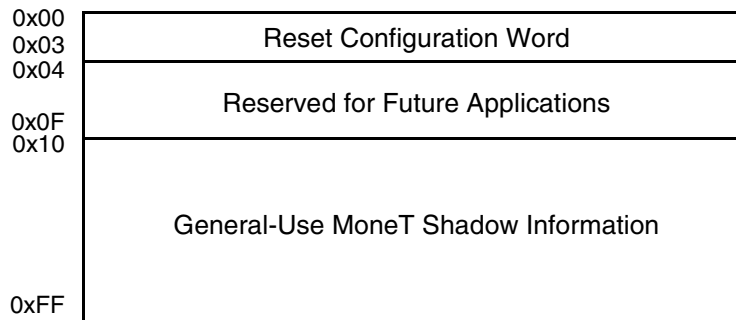 0x00
0x03
Reset Configuration Word
0x04
0x0F
Reserved for Future Applications
0x10
0xFF
General-Use MoneT Shadow Information